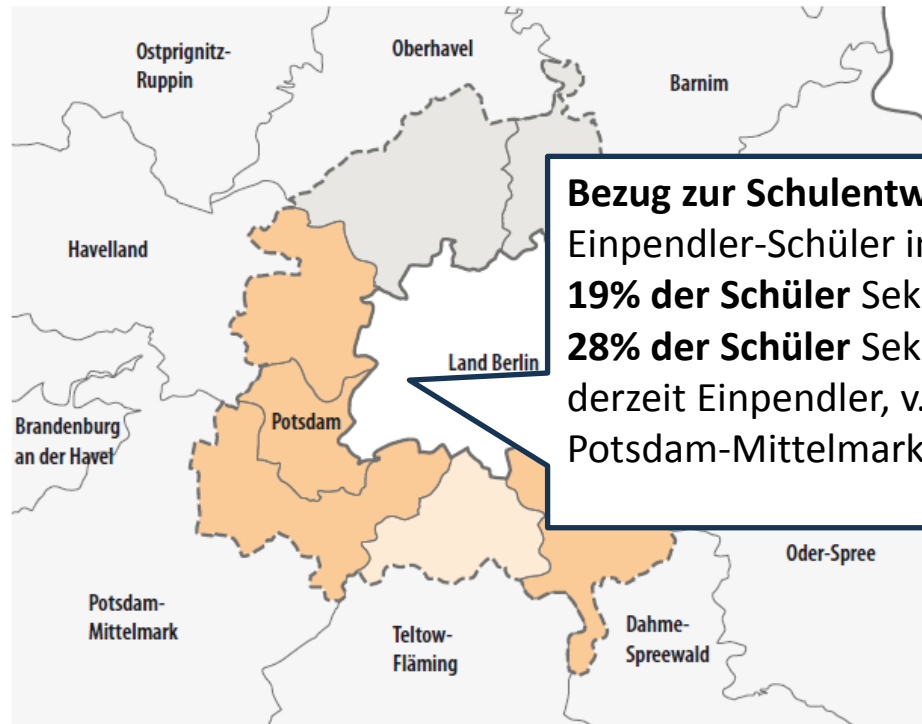 Ostprignitz-
Ruppin
Oberhavel
Barnim
Havelland
Land Berlin
Brandenburg
an der Havel
Potsdam
Bezug zur Schulentw
Einpendler-Schüler in
19% der Schüler Sek
28% der Schüler Sek
derzeit Einpendler, v.
Potsdam-Mittelmark
Oder-Spree
Potsdam-
Mittelmark
Teltow-
Fläming
Dahme-
Spreewald